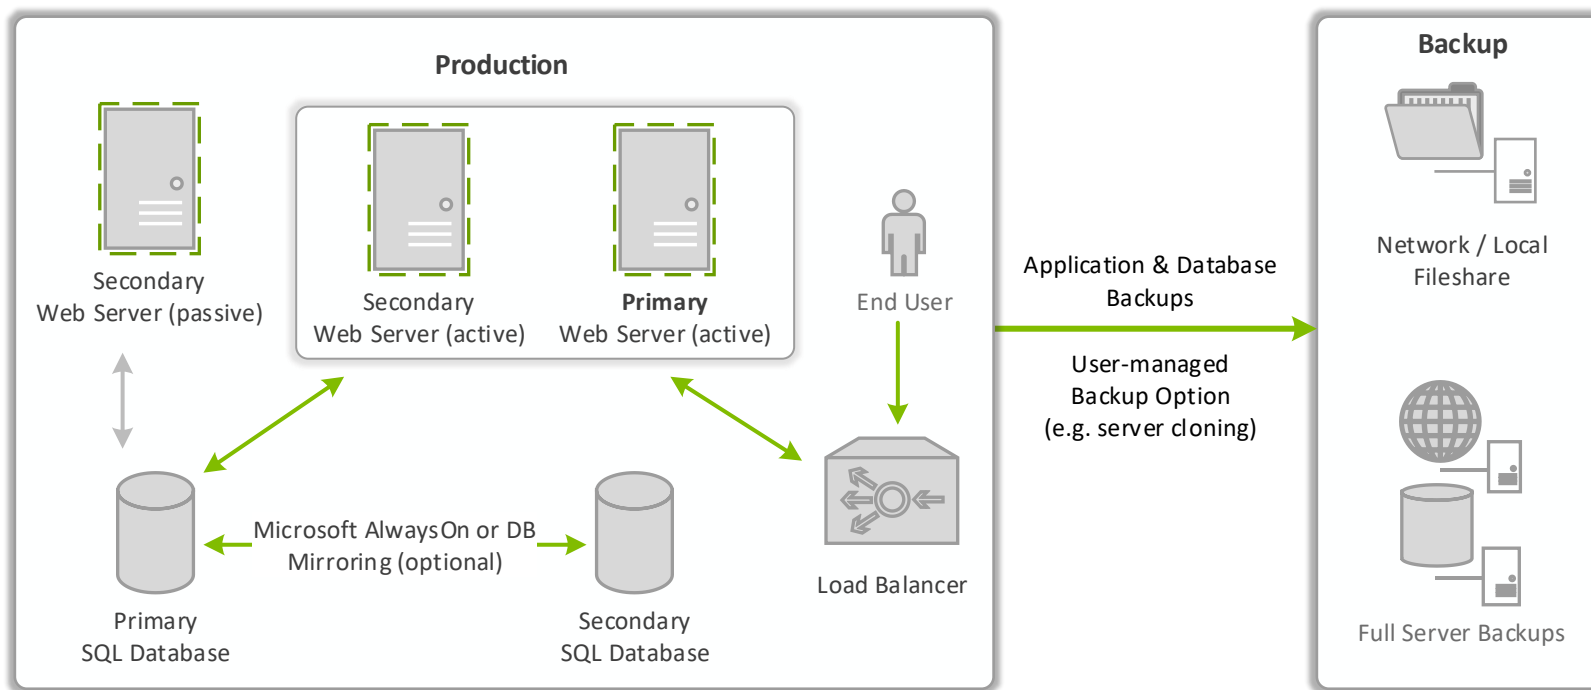 Production
Secondary
Web Server (passive)
Secondary
Web Server (active)
Primary
Web Server (active)
End User
Microsoft AlwaysOn or DB
Mirroring (optional)
Primary
SQL Database
Secondary
SQL Database
Load Balancer
Application & Database
Backups
User-managed
Backup Option
(e.g. server cloning)
Backup
Network / Local
Fileshare
Full Server Backups